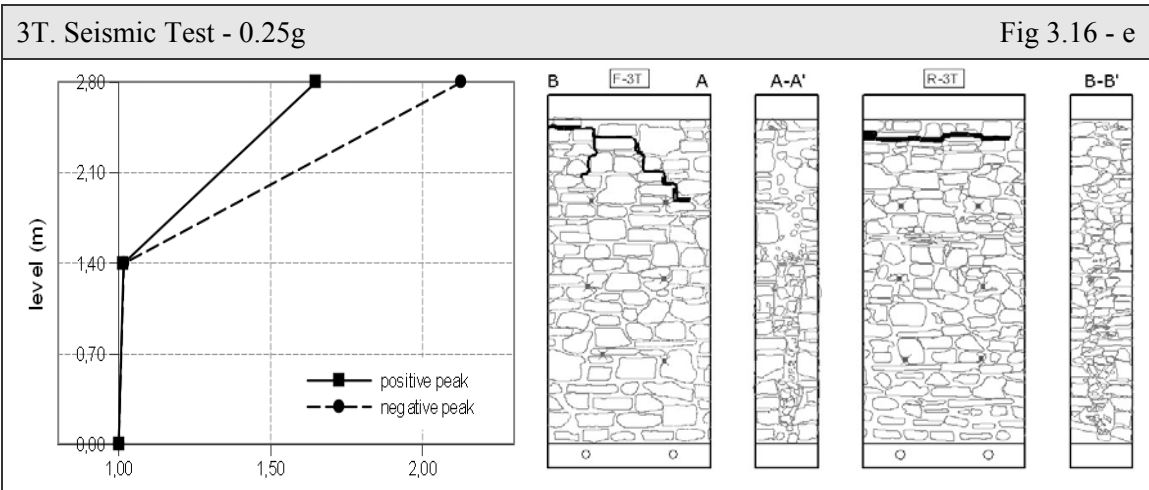 3T. Seismic Test - 0.25g
Fig 3.16 - e
level (m)
2,80
2,10
1,40
0,70
0,00
1,00
1,50
2,00
positive peak
negative peak
B
F-3T
A
A-A'
R-3T
B-B'